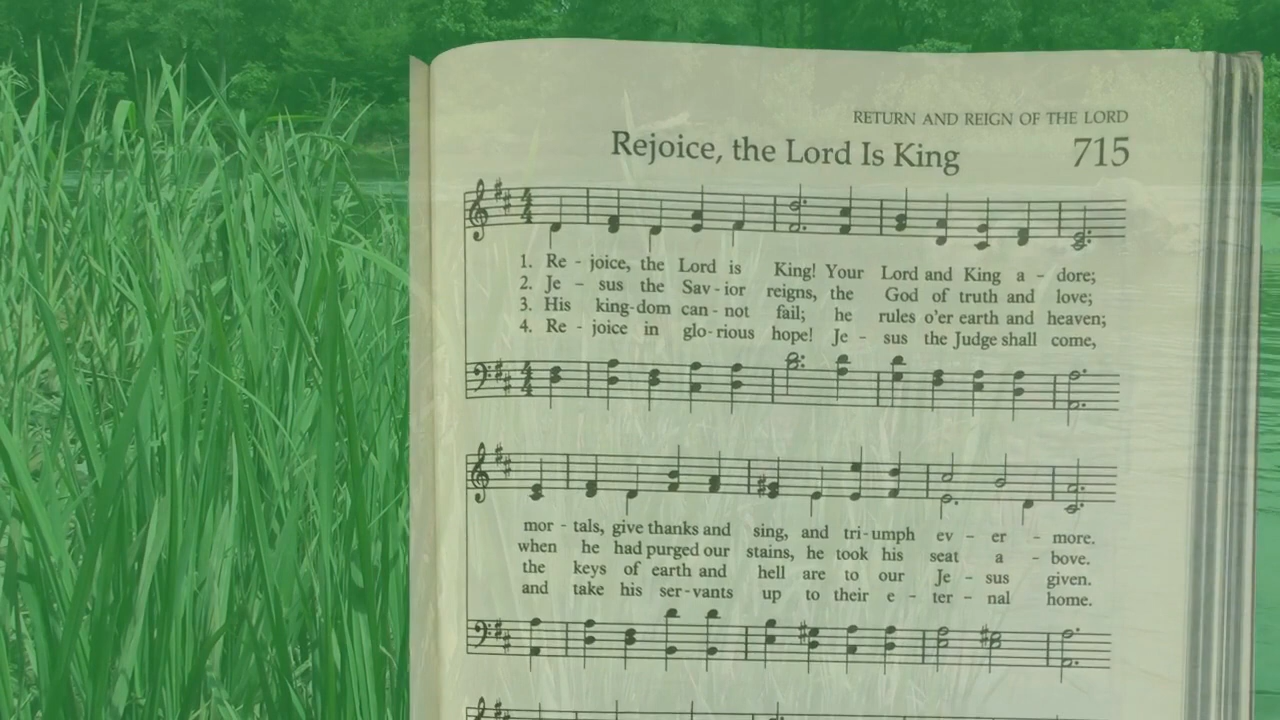 RETURN AND REIGN OF THE LORD
Rejoice, the Lord Is King 715
1. Re - joice, the Lord is King! Your Lord and King a - dore;
2. Je - sus the Sav - ior reigns, the God of truth and love;
3. His king - dom can - not fail; he rules o'er earth and heaven;
4. Re - joice in glo - rious hope! Je - sus the Judge shall come,
mor - tals, give thanks and sing, and tri - umph ev - er - more.
when he had purged our stains, he took his seat a - bove.
the keys of earth and hell are to our Je - sus given.
and take his ser - vants up to their e - ter - nal home.